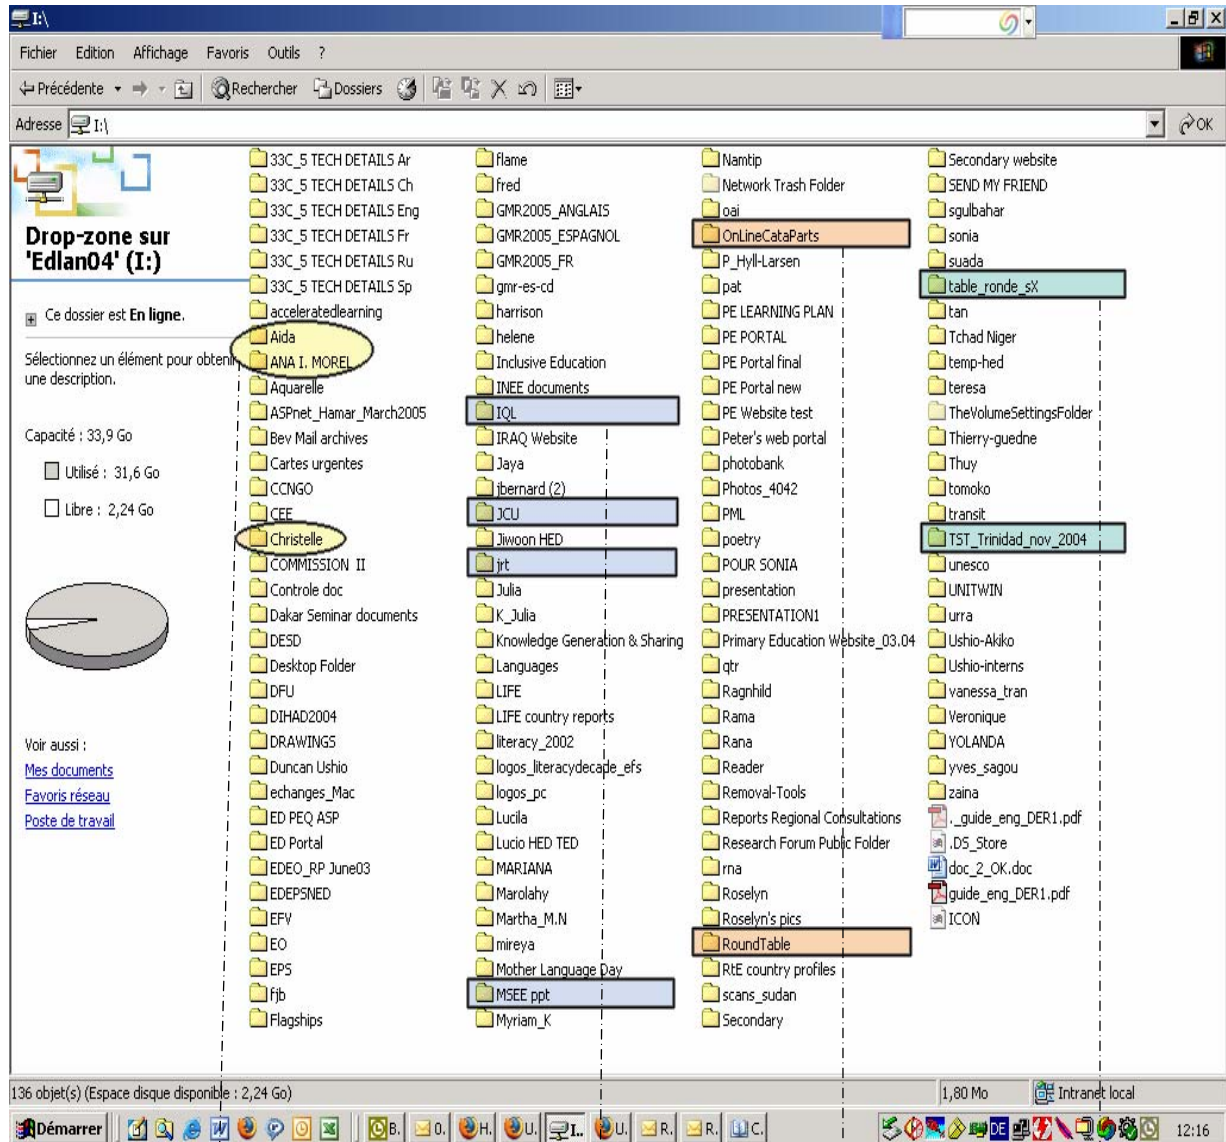 I:\
Fichier Edition Affichage Favoris Outils ?
Précédente Rechercher Dossiers
Adresse I:\ OK
Drop-zone sur
'Edlan04' (I:)
Ce dossier est En ligne.
Sélectionnez un élément pour obtenir
une description.
Capacité : 33,9 Go
Utilisé : 31,6 Go
Libre : 2,24 Go
Voir aussi :
Mes documents
Favoris réseau
Poste de travail
33C_5 TECH DETAILS Ar
33C_5 TECH DETAILS Ch
33C_5 TECH DETAILS Eng
33C_5 TECH DETAILS Fr
33C_5 TECH DETAILS Ru
33C_5 TECH DETAILS Sp
acceleratedlearning
Aida
ANA I. MOREL
Aquarelle
ASPnet_Hamar_March2005
Bev Mail archives
Cartes urgentes
CCNGO
CEE
Christelle
COMMISSION II
Controle doc
Dakar Seminar documents
DESD
Desktop Folder
DFU
DIHAD2004
DRAWINGS
Duncan Ushio
echanges_Mac
ED PEQ ASP
ED Portal
EDEO_RP June03
EDEPSNED
EFV
EO
EPS
fjb
Flagships
flame
fred
GMR2005_ANGLAIS
GMR2005_ESPAGNOL
GMR2005_FR
gmr-es-cd
harrison
helene
Inclusive Education
INEE documents
IQL
IRAQ Website
Jaya
jbernard (2)
JCU
Jiwoon HED
jrt
Julia
K_Julia
Knowledge Generation & Sharing
Languages
LIFE
LIFE country reports
literacy_2002
logos_literacydecade_efs
logos_pc
Lucila
Lucio HED TED
MARIANA
Marolahy
Martha_M.N
mireya
Mother Language Day
MSEE ppt
Myriam_K
Namtip
Network Trash Folder
oai
OnLineCataParts
P_Hyll-Larsen
pat
PE LEARNING PLAN
PE PORTAL
PE Portal final
PE Portal new
PE Website test
Peter's web portal
photobank
Photos_4042
PML
poetry
POUR SONIA
presentation
PRESENTATION1
Primary Education Website_03.04
qtr
Ragnhild
Rama
Rana
Reader
Removal-Tools
Reports Regional Consultations
Research Forum Public Folder
rna
Roselyn
Roselyn's pics
RoundTable
RtE country profiles
scans_sudan
Secondary
Secondary website
SEND MY FRIEND
sgulbahar
sonia
suada
table_ronde_sX
tan
Tchad Niger
temp-hed
teresa
TheVolumeSettingsFolder
Thierry-guedne
Thuy
tomoko
transit
TST_Trinidad_nov_2004
unesco
UNITWIN
urra
Ushio-Akiko
Ushio-interns
vanessa_tran
Veronique
YOLANDA
yves_sagou
zaina
._guide_eng_DER1.pdf
.DS_Store
doc_2_OK.doc
guide_eng_DER1.pdf
ICON
136 objet(s) (Espace disque disponible : 2,24 Go) 1,80 Mo Intranet local
Démarrer B. 0. H. U. I.. U. R. R. C. DE 12:16